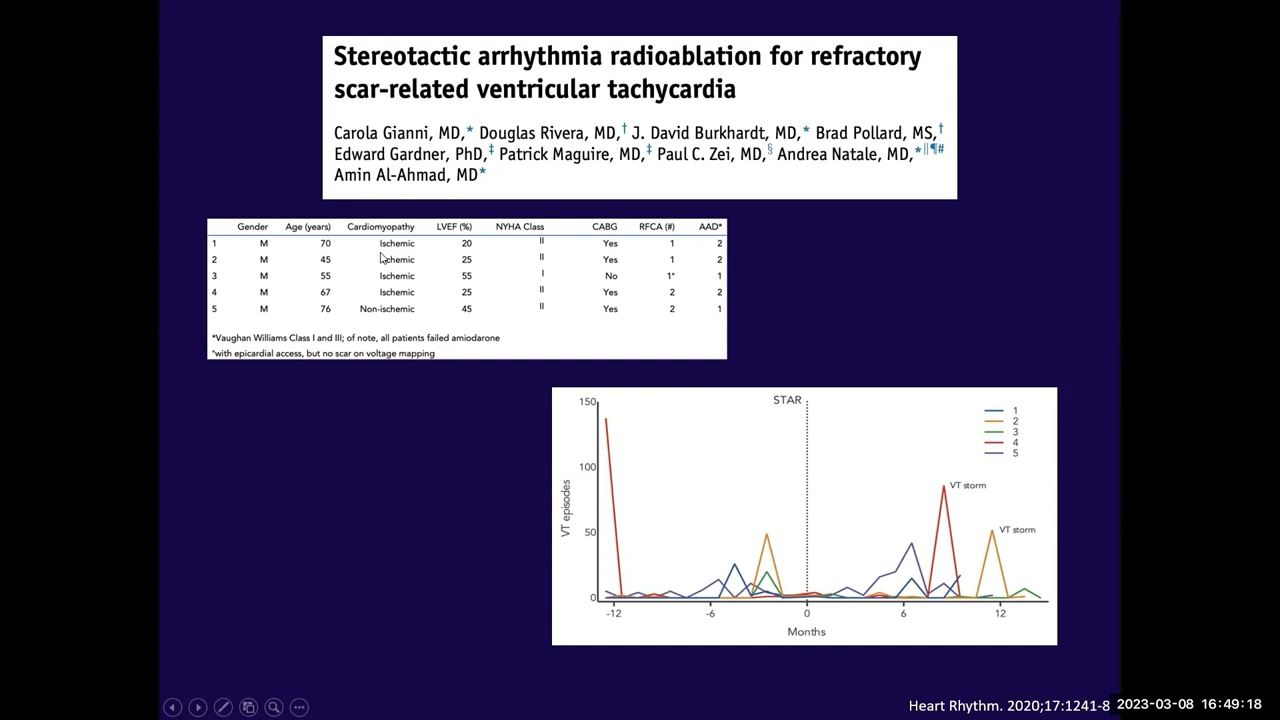 Stereotactic arrhythmia radioablation for refractory
scar-related ventricular tachycardia
Carola Gianni, MD,* Douglas Rivera, MD,† J. David Burkhardt, MD,* Brad Pollard, MS,†
Edward Gardner, PhD,‡ Patrick Maguire, MD,‡ Paul C. Zei, MD,§ Andrea Natale, MD,*‖¶#
Amin Al-Ahmad, MD*
Gender Age (years) Cardiomyopathy LVEF (%) NYHA Class CABG RFCA (#) AAD*
1 M 70 Ischemic 20 II Yes 1 2
2 M 45 Ischemic 25 II Yes 1 2
3 M 55 Ischemic 55 I No 1* 1
4 M 67 Ischemic 25 II Yes 2 2
5 M 76 Non-ischemic 45 II Yes 2 1
*Vaughan Williams Class I and III; of note, all patients failed amiodarone
*with epicardial access, but no scar on voltage mapping
STAR
150
100
50
0
VT episodes
1
2
3
4
5
VT storm
VT storm
-12 -6 0 6 12
Months
Heart Rhythm. 2020;17:1241-8
2023-03-08 16:49:18